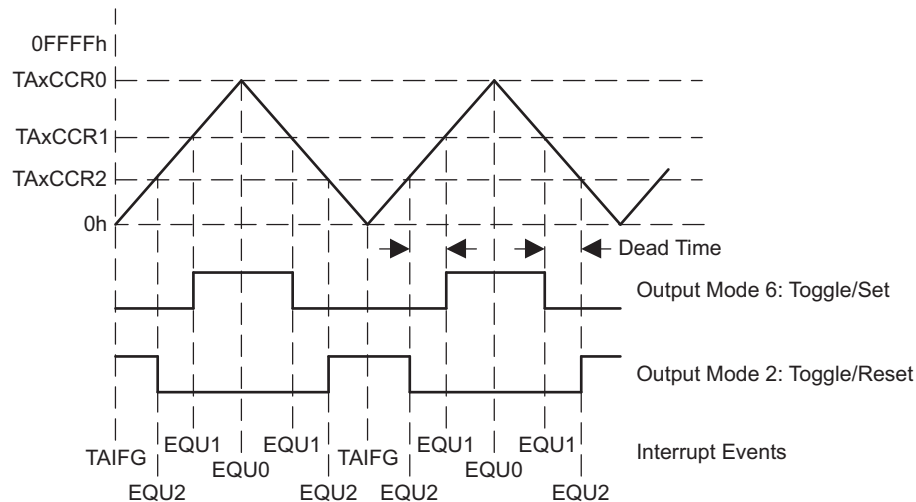 0FFFFh
TAxCCR0
TAxCCR1
TAxCCR2
0h
Dead Time
Output Mode 6: Toggle/Set
Output Mode 2: Toggle/Reset
EQU1 EQU1 EQU1 EQU1
TAIFG EQU0 TAIFG EQU0 Interrupt Events
EQU2 EQU2 EQU2 EQU2